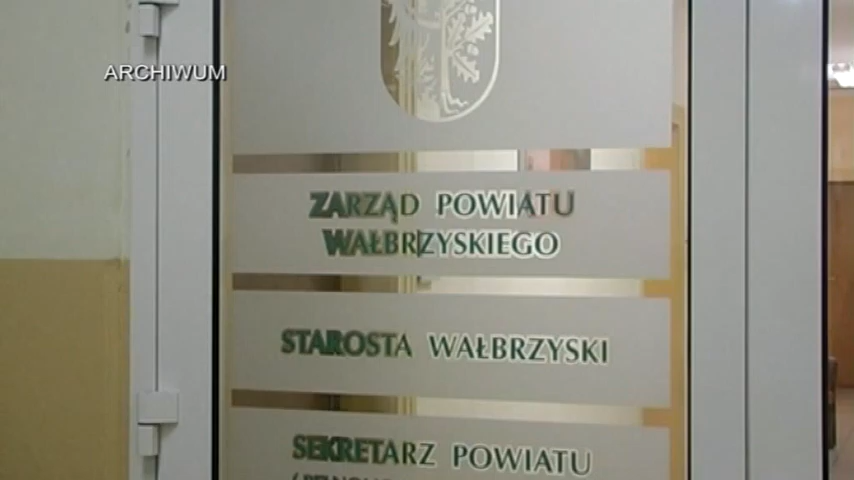 ARCHIWUM
ZARZĄD POWIATU
WAŁBRZYSKIEGO
STAROSTA WAŁBRZYSKI
SEKRETARZ POWIATU